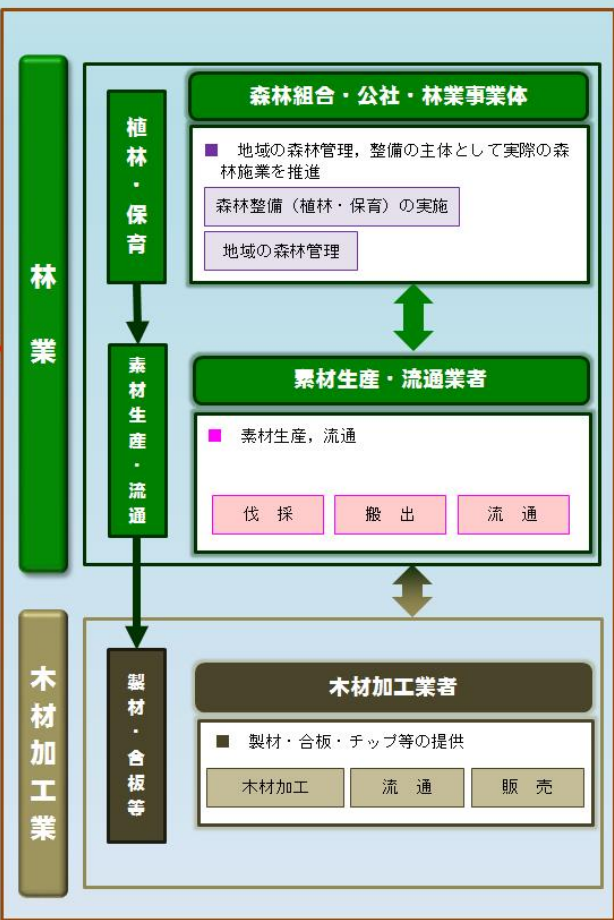 林業
植林・保育
森林組合・公社・林業事業体
■ 地域の森林管理，整備の主体として実際の森
林施業を推進
森林整備（植林・保育）の実施
地域の森林管理
素材生産・流通
素材生産・流通業者
■ 素材生産，流通
伐 採
搬 出
流 通
木材加工業
製材・合板等
木材加工業者
■ 製材・合板・チップ等の提供
木材加工
流 通
販 売